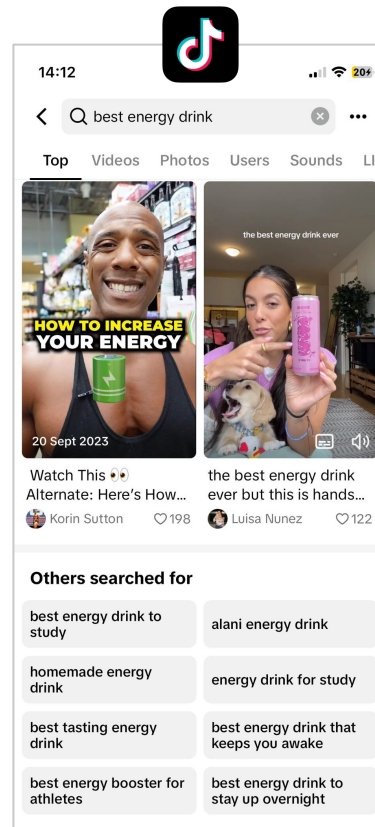 14:12
20
best energy drink
Top Videos Photos Users Sounds LI
HOW TO INCREASE
YOUR ENERGY
20 Sept 2023
the best energy drink ever
Watch This 👀
Alternate: Here's How...
Korin Sutton 198
the best energy drink
ever but this is hands...
Luisa Nunez 122
Others searched for
best energy drink to
study
alani energy drink
homemade energy
drink
energy drink for study
best tasting energy
drink
best energy drink that
keeps you awake
best energy booster for
athletes
best energy drink to
stay up overnight